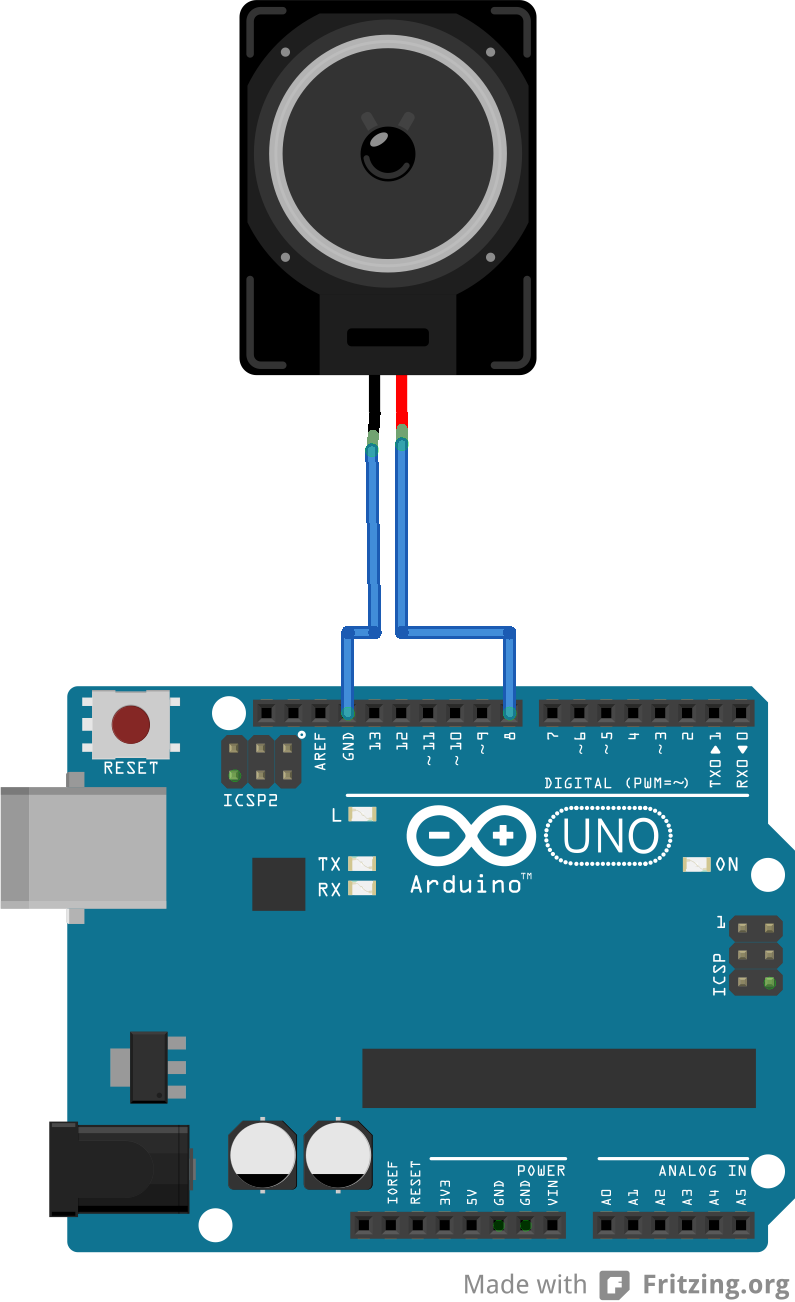 AREF
GND
13
12
~11
~10
~9
8
7
~6
~5
4
~3
2
TX0▶1
RX0◀0
RESET
ICSP2
DIGITAL (PWM=~)
L
TX
RX
UNO
Arduino™
ON
1
ICSP
IOREF
RESET
3V3
5V
GND
GND
VIN
POWER
ANALOG IN
A0
A1
A2
A3
A4
A5
Made with Fritzing.org